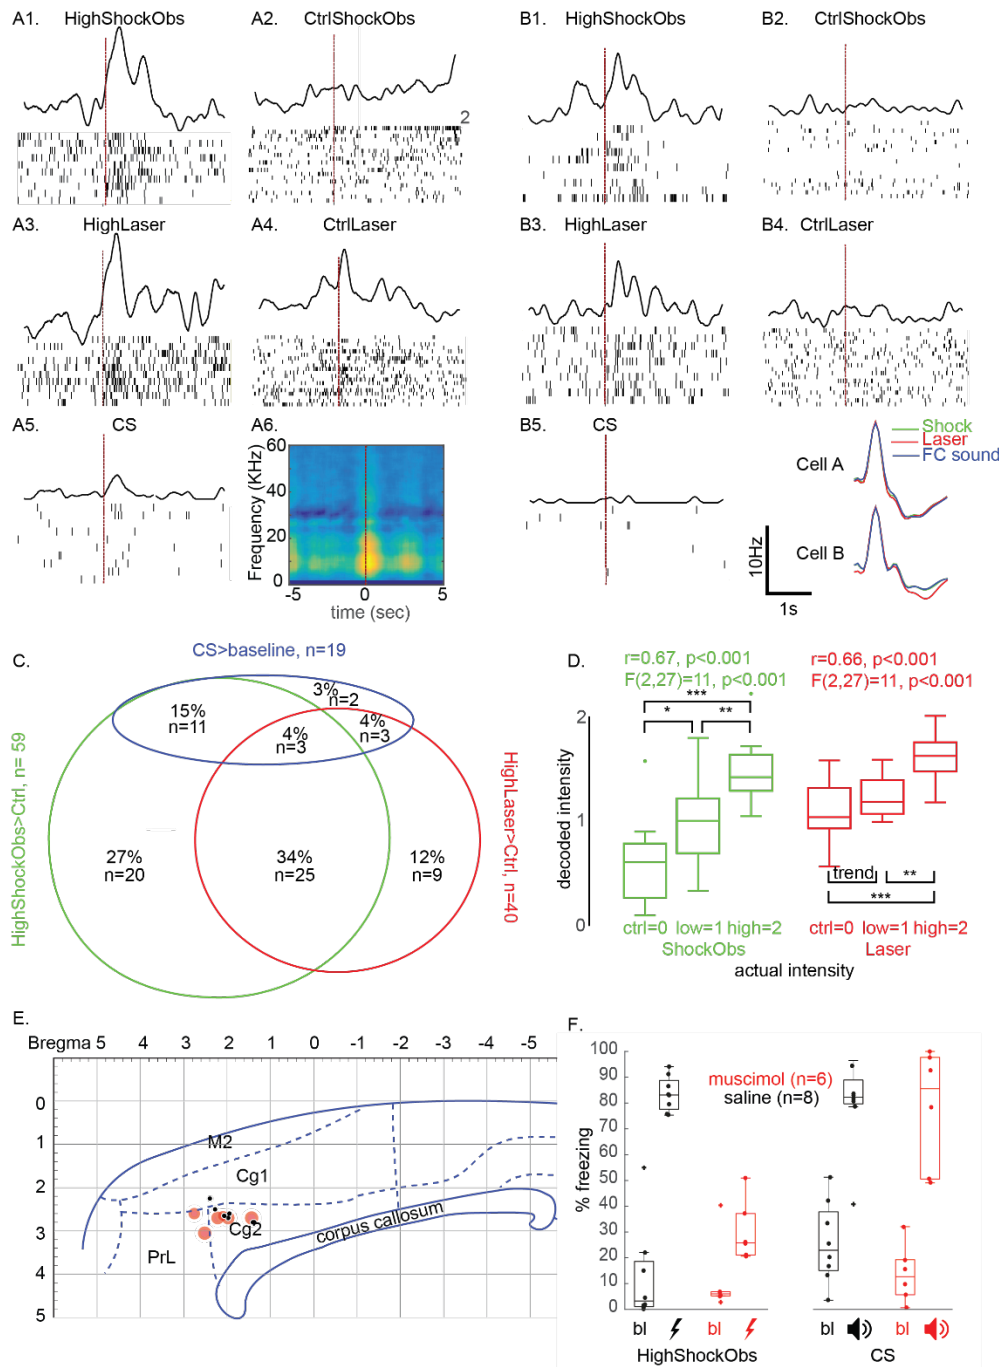 A1. HighShockObs
A2. CtrlShockObs
B1. HighShockObs
B2. CtrlShockObs
2
A3. HighLaser
A4. CtrlLaser
B3. HighLaser
B4. CtrlLaser
A5. CS
A6.
60
40
20
0
Frequency (KHz)
-5 0 5
time (sec)
B5. CS
Shock
Laser
FC sound
Cell A
Cell B
10Hz
1s
C.
CS>baseline, n=19
HighShockObs>Ctrl, n= 59
HighLaser>Ctrl, n=40
3%
n=2
15%
n=11
4%
n=3
4%
n=3
27%
n=20
34%
n=25
12%
n=9
D.
r=0.67, p<0.001
F(2,27)=11, p<0.001
r=0.66, p<0.001
F(2,27)=11, p<0.001
***
* **
2
1
0
decoded intensity
trend **
***
ctrl=0 low=1 high=2
ShockObs
ctrl=0 low=1 high=2
Laser
actual intensity
E.
Bregma 5 4 3 2 1 0 -1 -2 -3 -4 -5
0
1
2
3
4
5
M2
Cg1
Cg2
PrL
corpus callosum
F.
100
90
80
70
60
50
40
30
20
10
0
% freezing
muscimol (n=6)
saline (n=8)
bl bl bl bl
HighShockObs CS